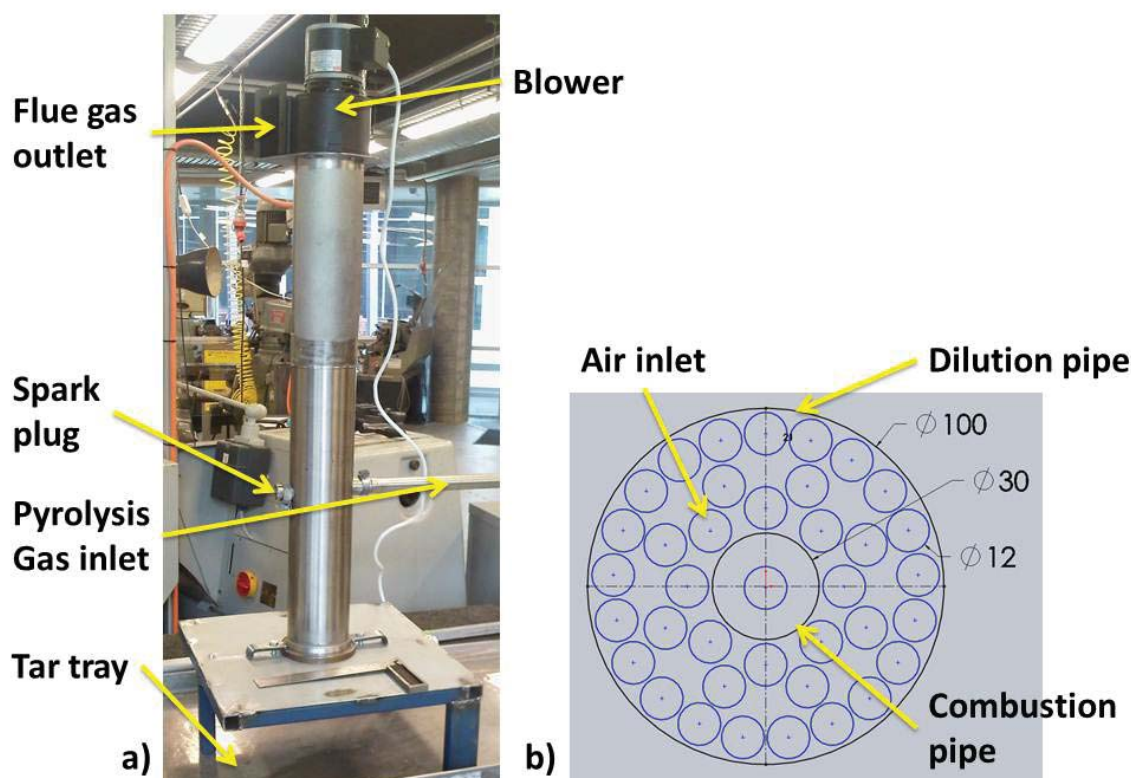 Blower
Flue gas
outlet
Spark
plug
Pyrolysis
Gas inlet
Tar tray
a)
Air inlet
Dilution pipe
∅100
∅30
∅12
Combustion
pipe
b)